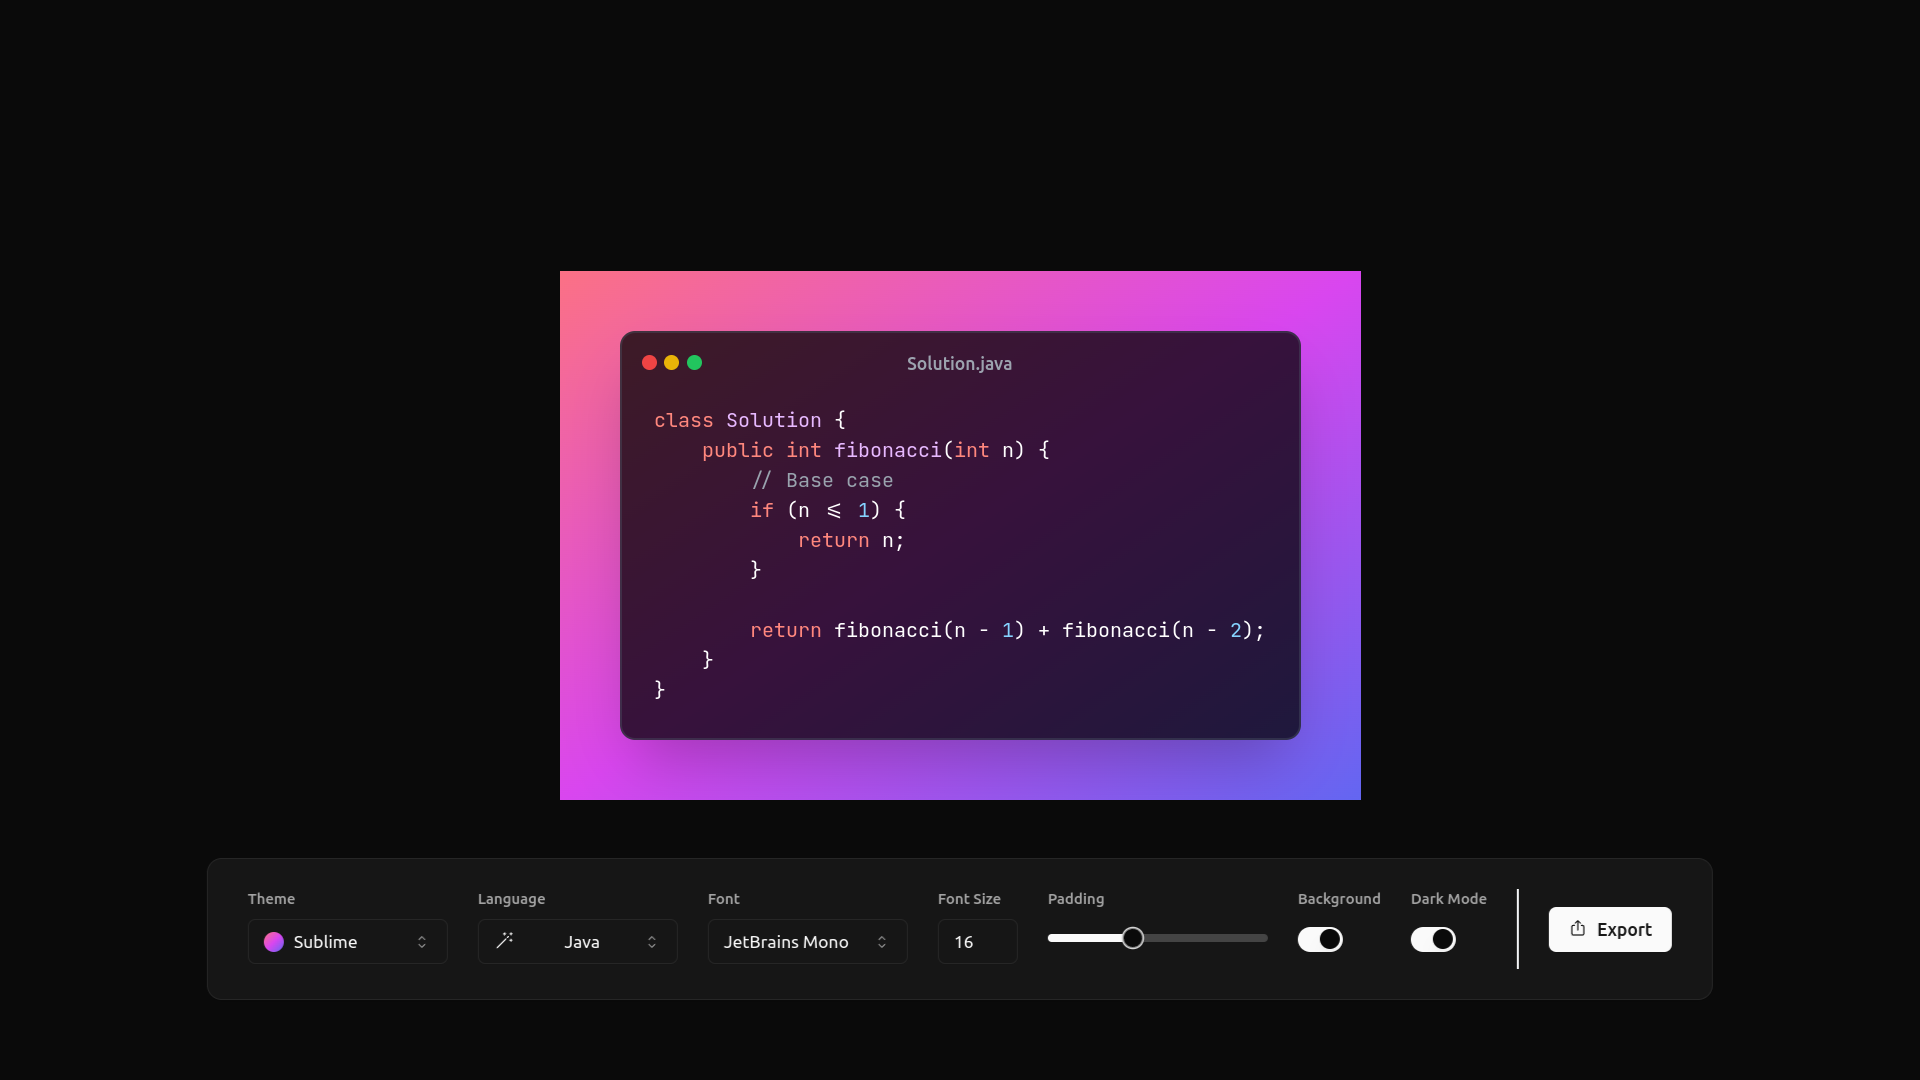 Solution.java
class Solution {
    public int fibonacci(int n) {
        // Base case
        if (n <= 1) {
            return n;
        }

        return fibonacci(n - 1) + fibonacci(n - 2);
    }
}
Theme Language Font Font Size Padding Background Dark Mode
Sublime Java JetBrains Mono 16 Export